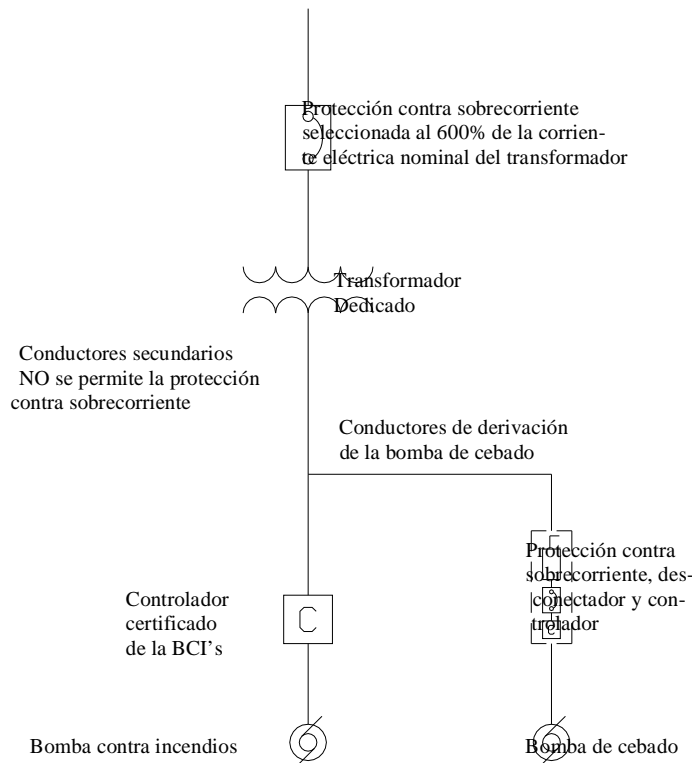 Protección contra sobrecorriente
seleccionada al 600% de la corrien-
te eléctrica nominal del transformador
Transformador
Dedicado
Conductores secundarios
NO se permite la protección
contra sobrecorriente
Conductores de derivación
de la bomba de cebado
Protección contra
sobrecorriente, des-
conectador y con-
trolador
Controlador
certificado
de la BCI’s
C
C
Bomba contra incendios
Bomba de cebado